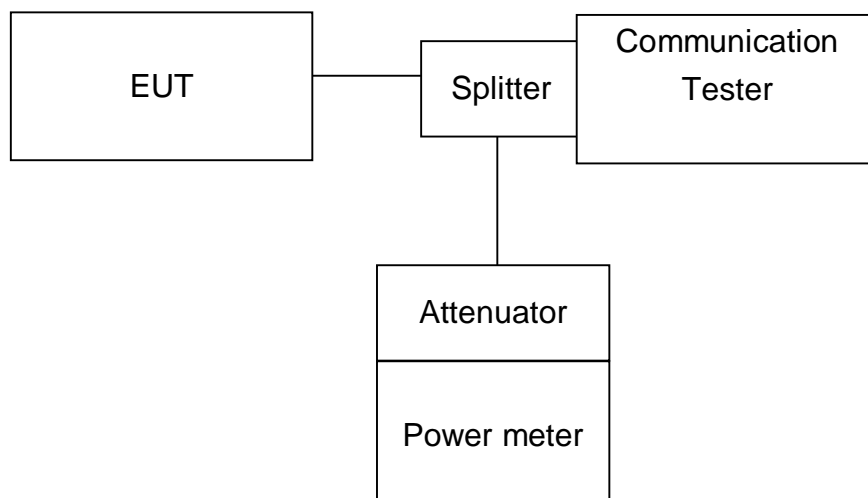 EUT
Splitter
Communication
Tester
Attenuator
Power meter